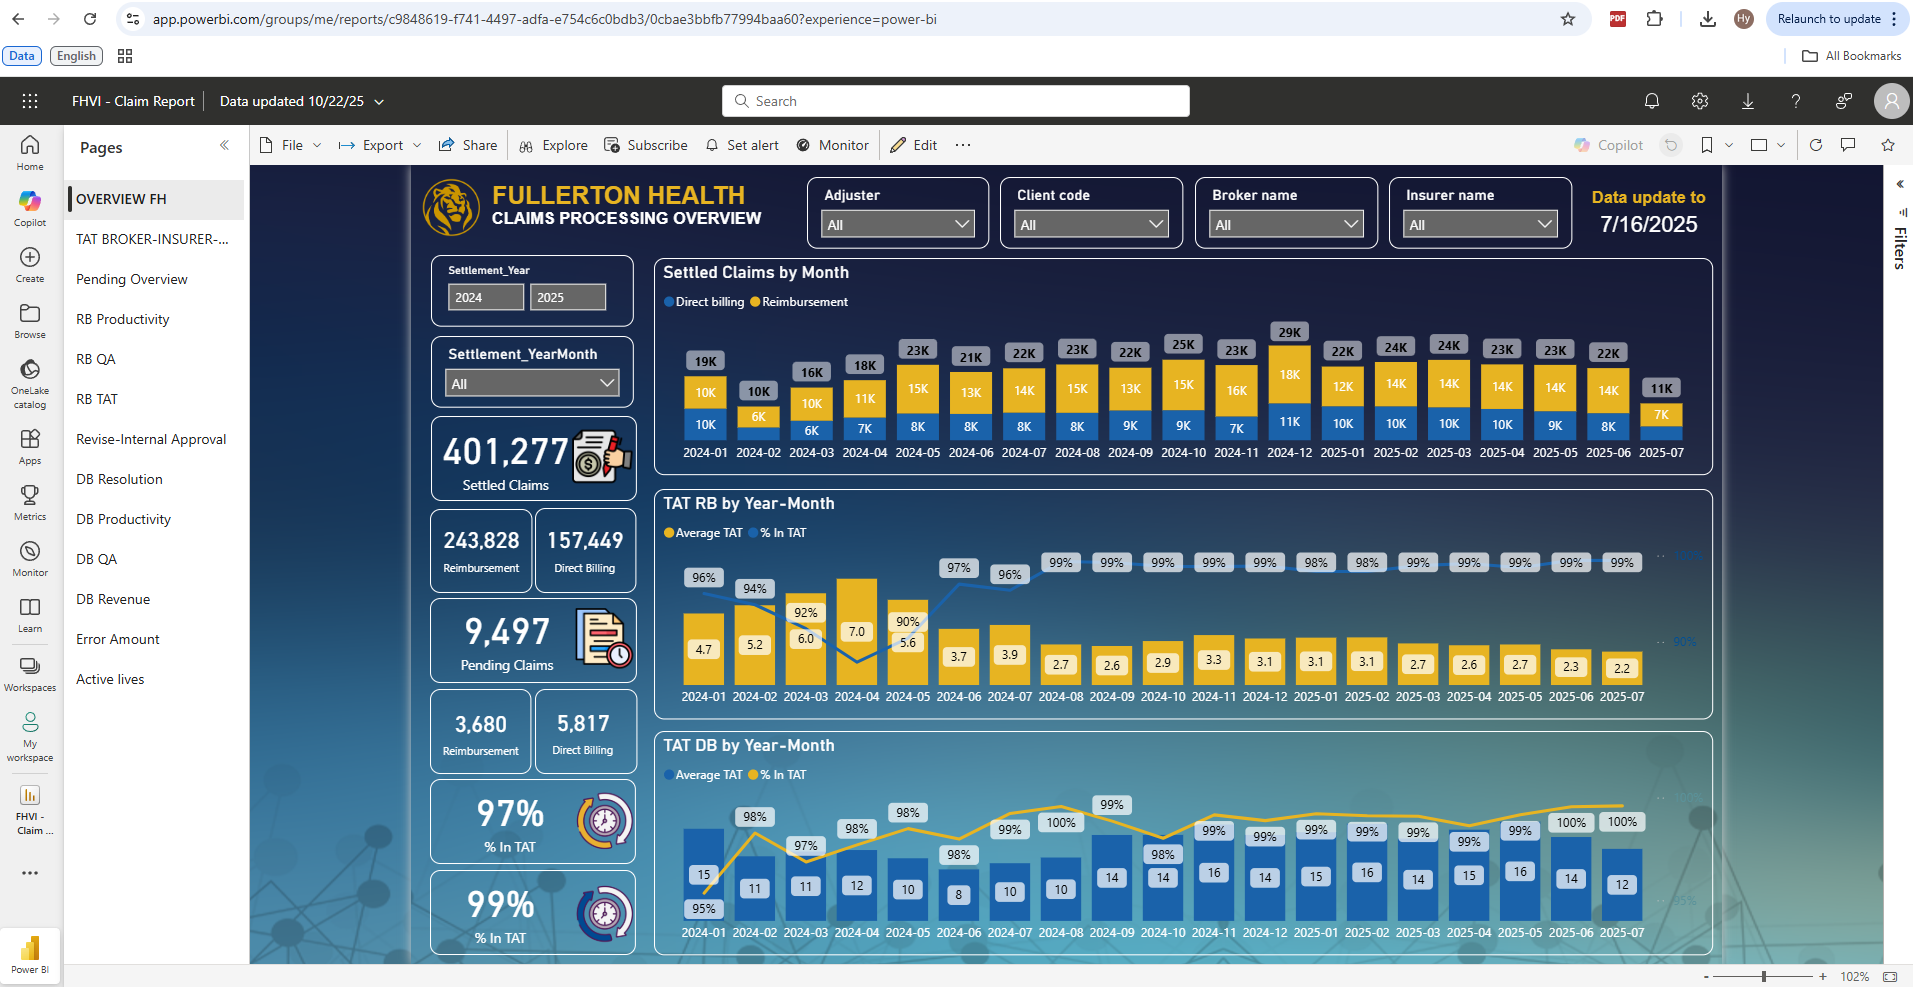 app.powerbi.com/groups/me/reports/c9848619-f741-4497-adfa-e754c6c0bdb3/0cbae3bbfb77994baa60?experience=power-bi
PDF
Hy
Relaunch to update
Data
English
All Bookmarks
FHVI - Claim Report
Data updated 10/22/25
Search
Home
Copilot
Create
Browse
OneLake
catalog
Apps
Metrics
Monitor
Learn
Workspaces
My
workspace
FHVI -
Claim ...
Power BI
Pages
OVERVIEW FH
TAT BROKER-INSURER-...
Pending Overview
RB Productivity
RB QA
RB TAT
Revise-Internal Approval
DB Resolution
DB Productivity
DB QA
DB Revenue
Error Amount
Active lives
File
Export
Share
Explore
Subscribe
Set alert
Monitor
Edit
Copilot
Filters
FULLERTON HEALTH
CLAIMS PROCESSING OVERVIEW
Adjuster
All
Client code
All
Broker name
All
Insurer name
All
Data update to
7/16/2025
Settlement_Year
2024 2025
Settlement_YearMonth
All
401,277
Settled Claims
243,828
Reimbursement
157,449
Direct Billing
9,497
Pending Claims
3,680
Reimbursement
5,817
Direct Billing
97%
% In TAT
99%
% In TAT
Settled Claims by Month
Direct billing Reimbursement
19K 10K 16K 18K 23K 21K 22K 23K 22K 25K 23K 29K 22K 24K 24K 23K 23K 22K 11K
10K 6K 10K 11K 15K 13K 14K 15K 13K 15K 16K 18K 12K 14K 14K 14K 14K 14K 7K
10K 6K 7K 8K 8K 8K 8K 9K 9K 7K 11K 10K 10K 10K 10K 9K 8K
2024-01 2024-02 2024-03 2024-04 2024-05 2024-06 2024-07 2024-08 2024-09 2024-10 2024-11 2024-12 2025-01 2025-02 2025-03 2025-04 2025-05 2025-06 2025-07
TAT RB by Year-Month
Average TAT % In TAT
96% 94% 92% 90% 97% 96% 99% 99% 99% 99% 99% 98% 98% 99% 99% 99% 99% 99%
4.7 5.2 6.0 7.0 5.6 3.7 3.9 2.7 2.6 2.9 3.3 3.1 3.1 3.1 2.7 2.6 2.7 2.3 2.2
90%
2024-01 2024-02 2024-03 2024-04 2024-05 2024-06 2024-07 2024-08 2024-09 2024-10 2024-11 2024-12 2025-01 2025-02 2025-03 2025-04 2025-05 2025-06 2025-07
TAT DB by Year-Month
Average TAT % In TAT
100%
95% 98% 97% 98% 98% 98% 99% 100% 99% 98% 99% 99% 99% 99% 99% 99% 99% 100% 100%
15 11 11 12 10 8 10 10 14 14 16 14 15 16 14 15 16 14 12
95%
2024-01 2024-02 2024-03 2024-04 2024-05 2024-06 2024-07 2024-08 2024-09 2024-10 2024-11 2024-12 2025-01 2025-02 2025-03 2025-04 2025-05 2025-06 2025-07
102%